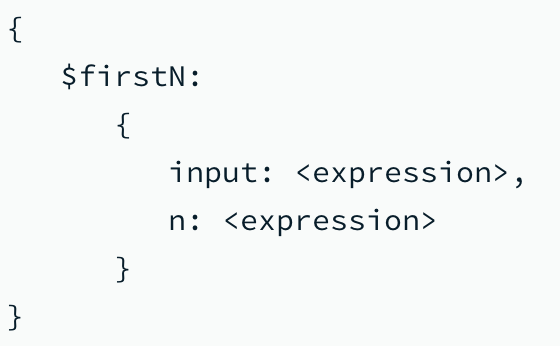 {
   $firstN:
      {
         input: <expression>,
         n: <expression>
      }
}